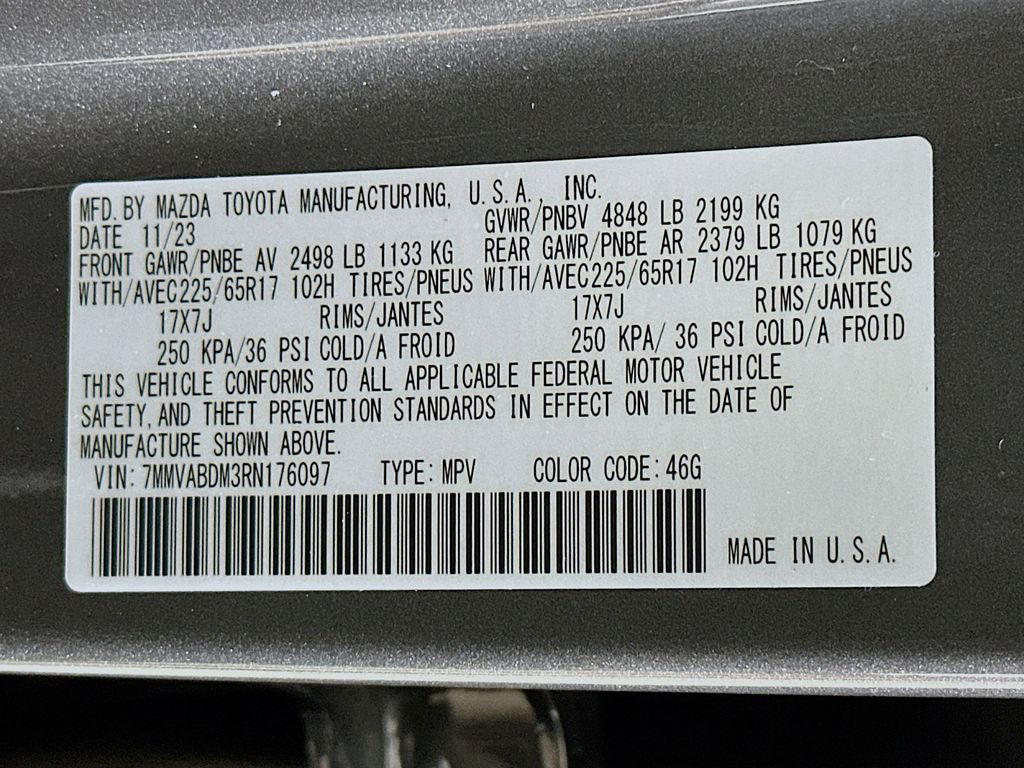 MFD. BY MAZDA TOYOTA MANUFACTURING, U.S.A., INC.
DATE 11/23 GVWR/PNBV 4848 LB 2199 KG
FRONT GAWR/PNBE AV 2498 LB 1133 KG REAR GAWR/PNBE AR 2379 LB 1079 KG
WITH/AVEC225/65R17 102H TIRES/PNEUS WITH/AVEC225/65R17 102H TIRES/PNEUS
17X7J RIMS/JANTES 17X7J RIMS/JANTES
250 KPA/36 PSI COLD/A FROID 250 KPA/ 36 PSI COLD/A FROID
THIS VEHICLE CONFORMS TO ALL APPLICABLE FEDERAL MOTOR VEHICLE
SAFETY, AND THEFT PREVENTION STANDARDS IN EFFECT ON THE DATE OF
MANUFACTURE SHOWN ABOVE.
VIN: 7MMVABDM3RN176097 TYPE: MPV COLOR CODE: 46G
MADE IN U.S.A.